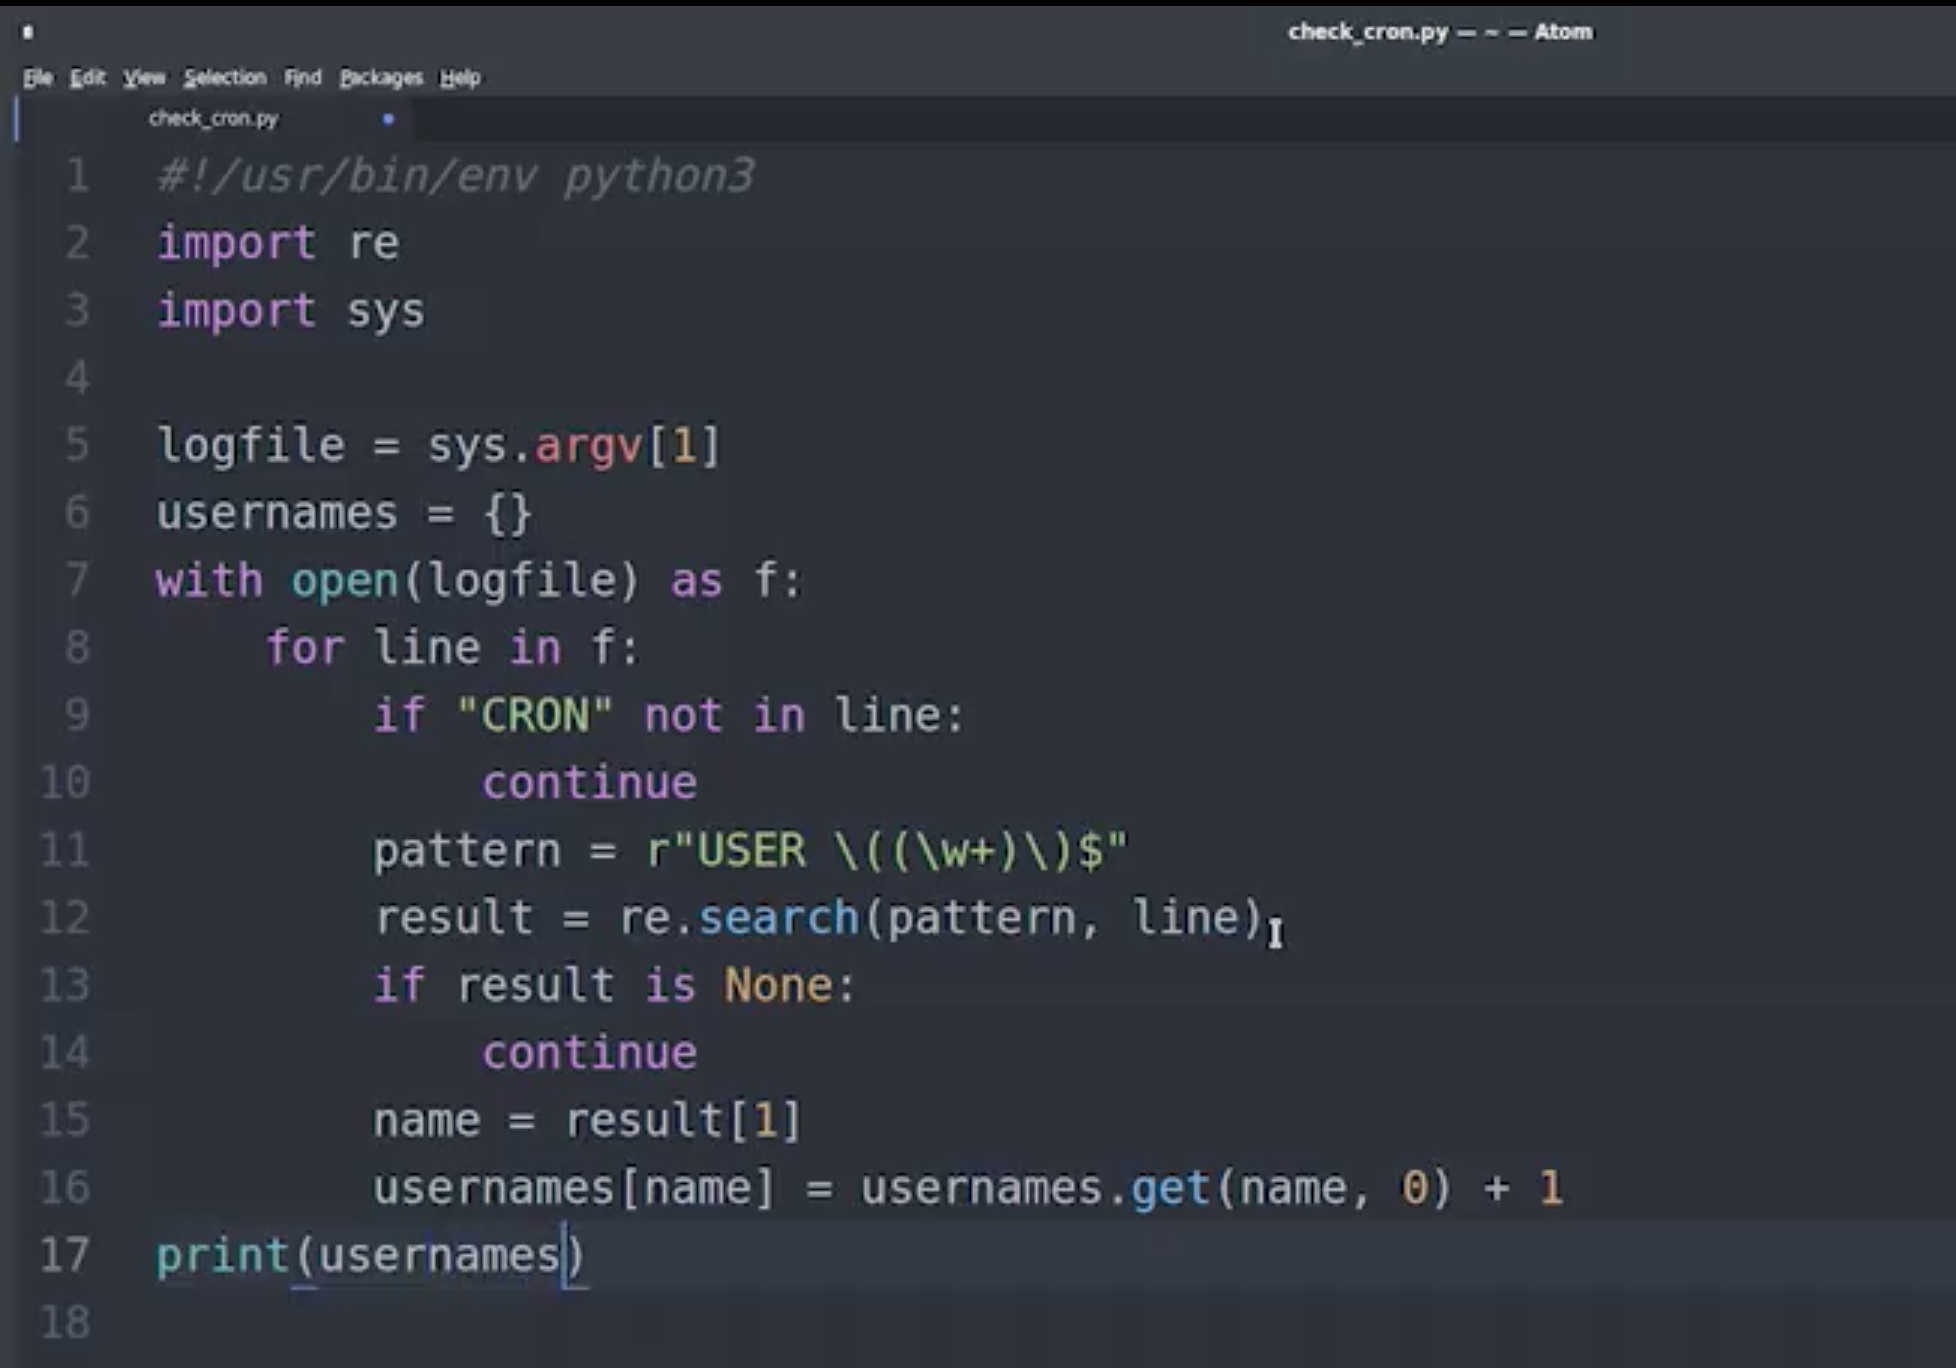 check_cron.py — ~ — Atom
File Edit View Selection Find Packages Help
check_cron.py
1 #!/usr/bin/env python3
2 import re
3 import sys
4
5 logfile = sys.argv[1]
6 usernames = {}
7 with open(logfile) as f:
8     for line in f:
9         if "CRON" not in line:
10             continue
11         pattern = r"USER \((\w+)\)$"
12         result = re.search(pattern, line)
13         if result is None:
14             continue
15         name = result[1]
16         usernames[name] = usernames.get(name, 0) + 1
17 print(usernames)
18